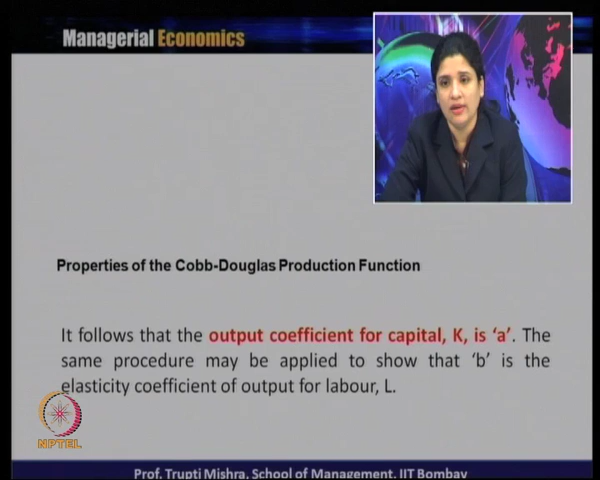 Managerial Economics
Properties of the Cobb-Douglas Production Function
It follows that the output coefficient for capital, K, is ‘a’. The
same procedure may be applied to show that ‘b’ is the
elasticity coefficient of output for labour, L.
NPTEL
Prof. Trupti Mishra, School of Management, IIT Bombay